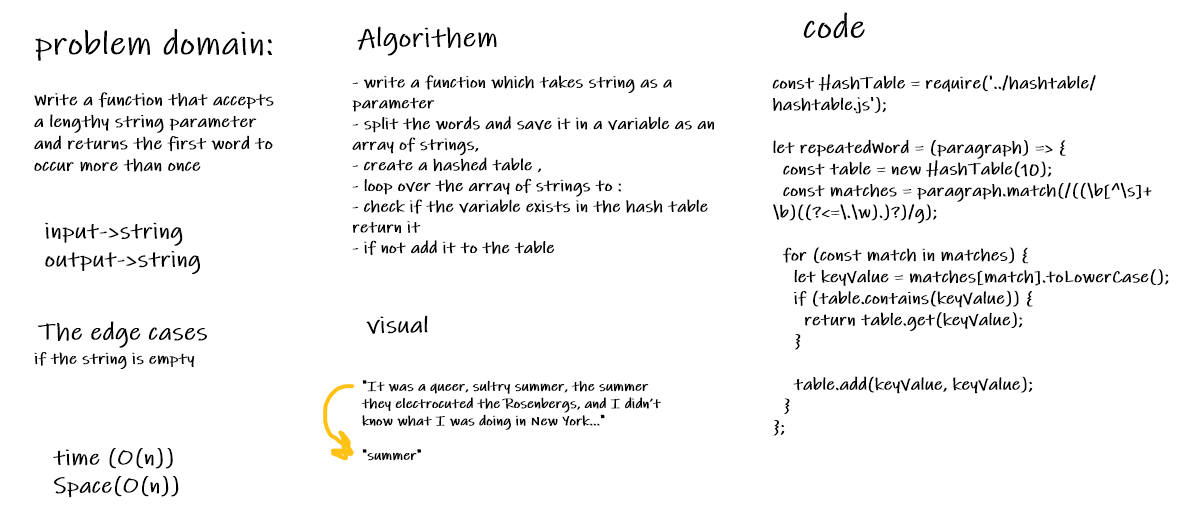 problem domain:
Write a function that accepts
a lengthy string parameter
and returns the first word to
occur more than once
input->string
output->string
The edge cases
if the string is empty
time (O(n))
Space(O(n))
Algorithem
- write a function which takes string as a
parameter
- split the words and save it in a variable as an
array of strings,
- create a hashed table ,
- loop over the array of strings to :
- check if the variable exists in the hash table
return it
- if not add it to the table
visual
"It was a queer, sultry summer, the summer
they electrocuted the Rosenbergs, and I didn't
know what I was doing in New York..."
"summer"
code
const HashTable = require('../hashtable/
hashtable.js');
let repeatedWord = (paragraph) => {
const table = new HashTable(10);
const matches = paragraph.match(/((\b[^\s]+
\b)((?<=\.\w).)?)/g);
for (const match in matches) {
let keyValue = matches[match].toLowerCase();
if (table.contains(keyValue)) {
return table.get(keyValue);
}
table.add(keyValue, keyValue);
}
};